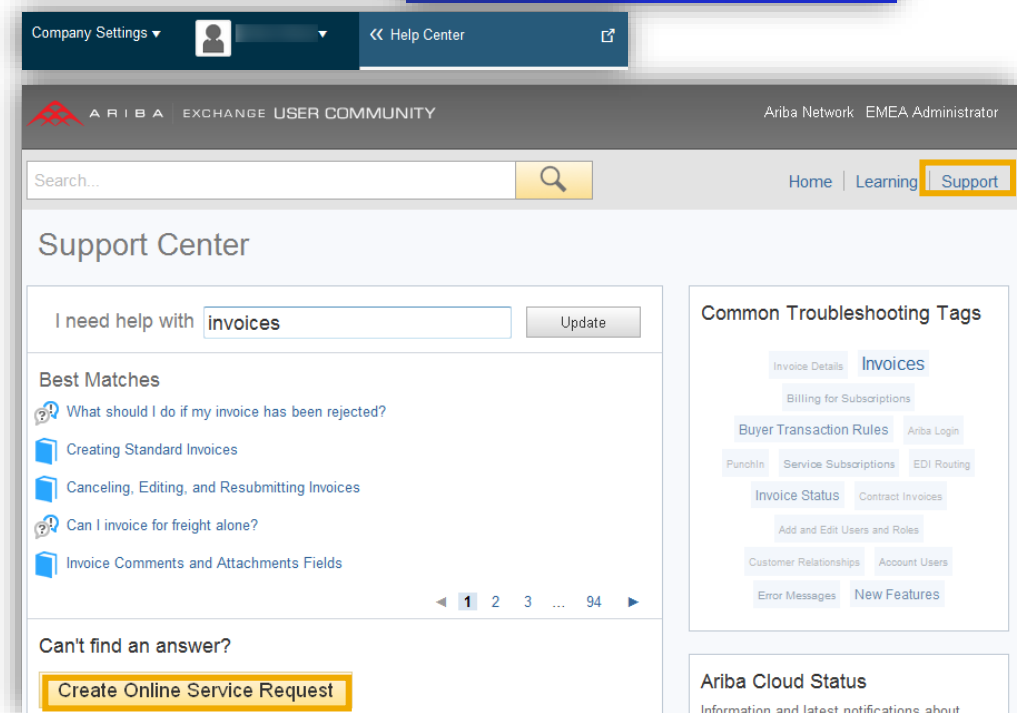 Company Settings ▾
« Help Center
ARIBA | EXCHANGE USER COMMUNITY
Ariba Network EMEA Administrator
Search...
Home | Learning | Support
Support Center
I need help with invoices Update
Best Matches
What should I do if my invoice has been rejected?
Creating Standard Invoices
Canceling, Editing, and Resubmitting Invoices
Can I invoice for freight alone?
Invoice Comments and Attachments Fields
◄ 1 2 3 ... 94 ►
Can't find an answer?
Create Online Service Request
Common Troubleshooting Tags
Invoice Details Invoices
Billing for Subscriptions
Buyer Transaction Rules Ariba Login
PunchIn Service Subscriptions EDI Routing
Invoice Status Contract Invoices
Add and Edit Users and Roles
Customer Relationships Account Users
Error Messages New Features
Ariba Cloud Status
Information and latest notifications about